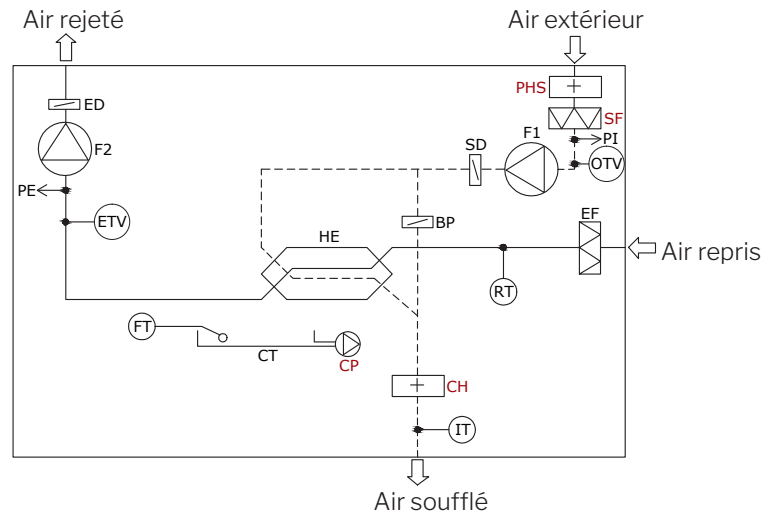 Air rejeté
Air extérieur
PHS
ED
SF
F1
PI
SD
F2
OTV
PE
EF
ETV
BP
HE
Air repris
RT
FT
CT
CP
CH
IT
Air soufflé